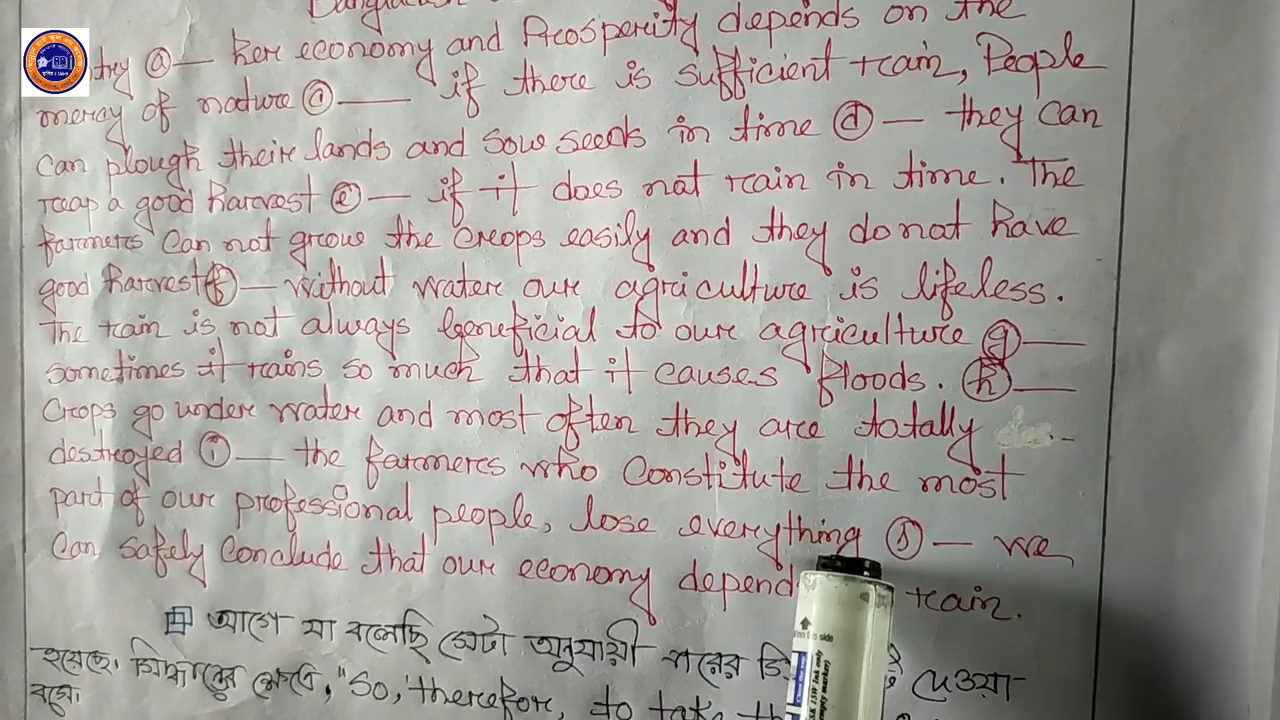 Bangladesh
try ⓐ — her economy and Prosperity depends on the
mercy of nature ⓒ — if there is sufficient rain, People
can plough their lands and sow seeds in time ⓓ — they can
reap a good harvest ⓔ — if it does not rain in time. The
farmers can not grow the crops easily and they do not have
good harvest ⓕ — without water our agriculture is lifeless.
The rain is not always beneficial to our agriculture ⓖ —
sometimes it rains so much that it causes floods. ⓗ —
Crops go under water and most often they are totally
destroyed ⓘ — the farmers who constitute the most
part of our professional people, lose everything ⓙ — we
can safely conclude that our economy depend rain.
আগে যা বলেছি সেটা অনুযায়ী পরের দেওয়া
হয়েছে। সিদ্ধান্তের ক্ষেত্রে, "So, therefore, to take
বসে।